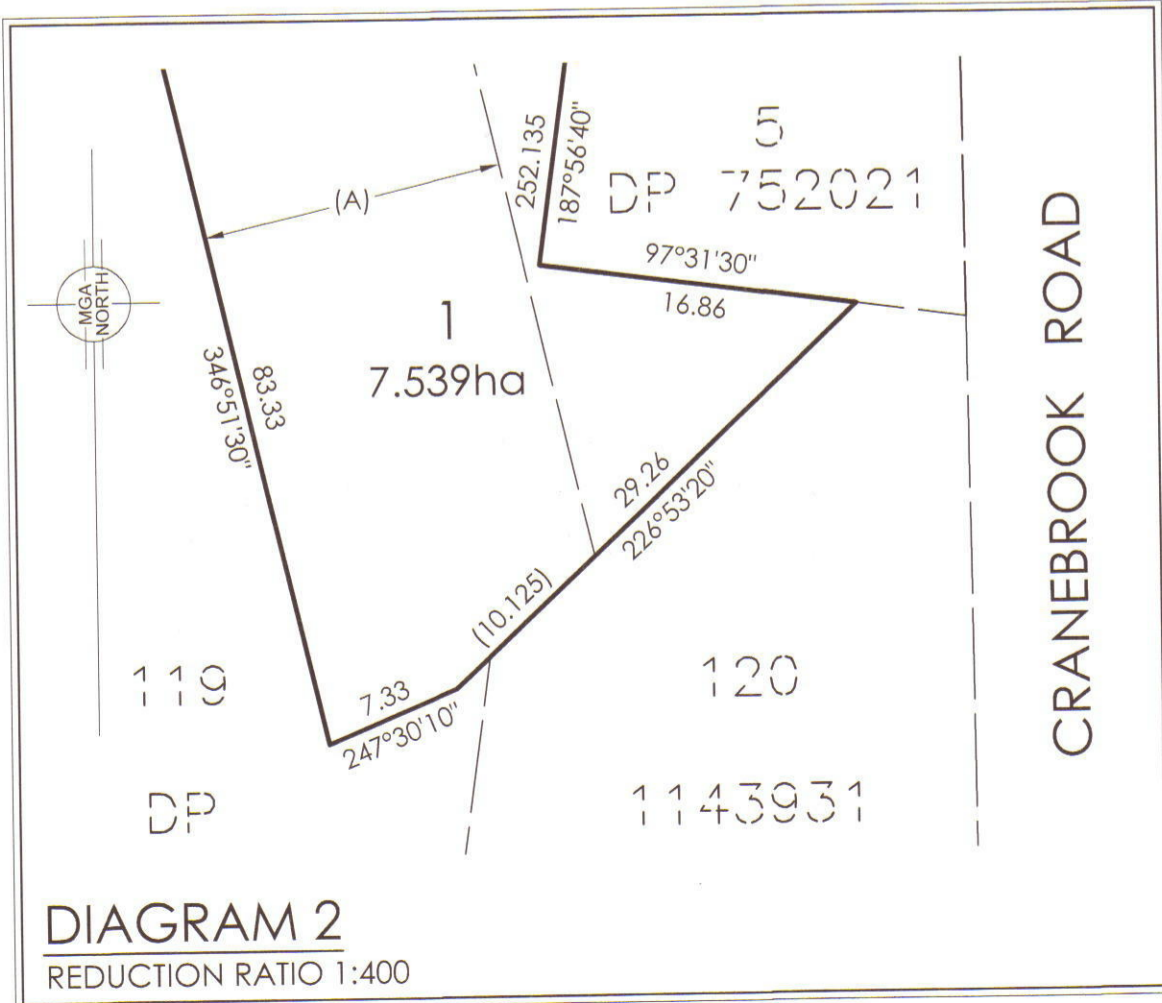 252.135
187°56'40"
5
DP 752021
(A)
97°31'30"
16.86
MGA
NORTH
1
7.539ha
83.33
346°51'30"
29.26
226°53'20"
(10.125)
CRANEBROOK ROAD
119
7.33
247°30'10"
120
DP
1143931
DIAGRAM 2
REDUCTION RATIO 1:400